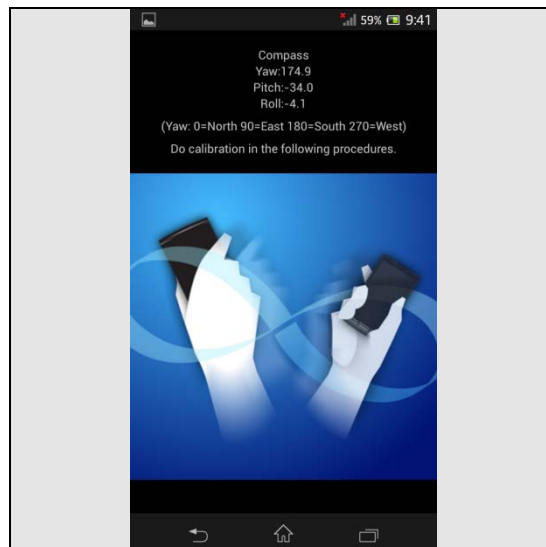 59% 9:41
Compass
Yaw:174.9
Pitch:-34.0
Roll:-4.1
(Yaw: 0=North 90=East 180=South 270=West)
Do calibration in the following procedures.